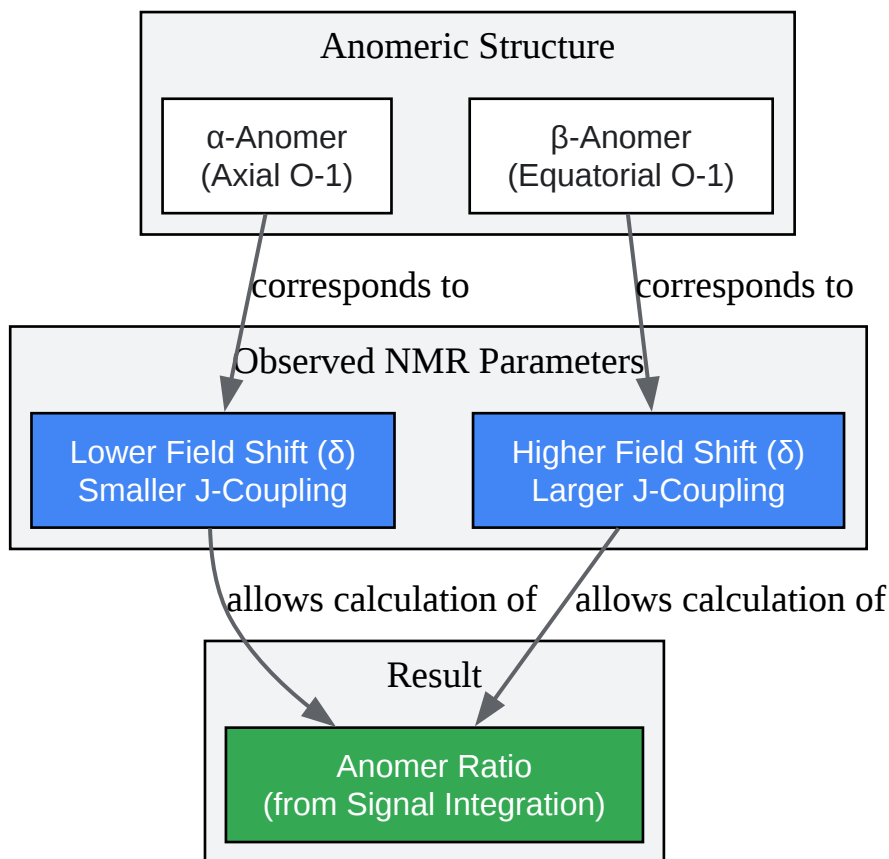 Anomeric Structure
α-Anomer
(Axial O-1)
β-Anomer
(Equatorial O-1)
corresponds to
corresponds to
Observed NMR Parameters
Lower Field Shift (δ)
Smaller J-Coupling
Higher Field Shift (δ)
Larger J-Coupling
allows calculation of
allows calculation of
Result
Anomer Ratio
(from Signal Integration)